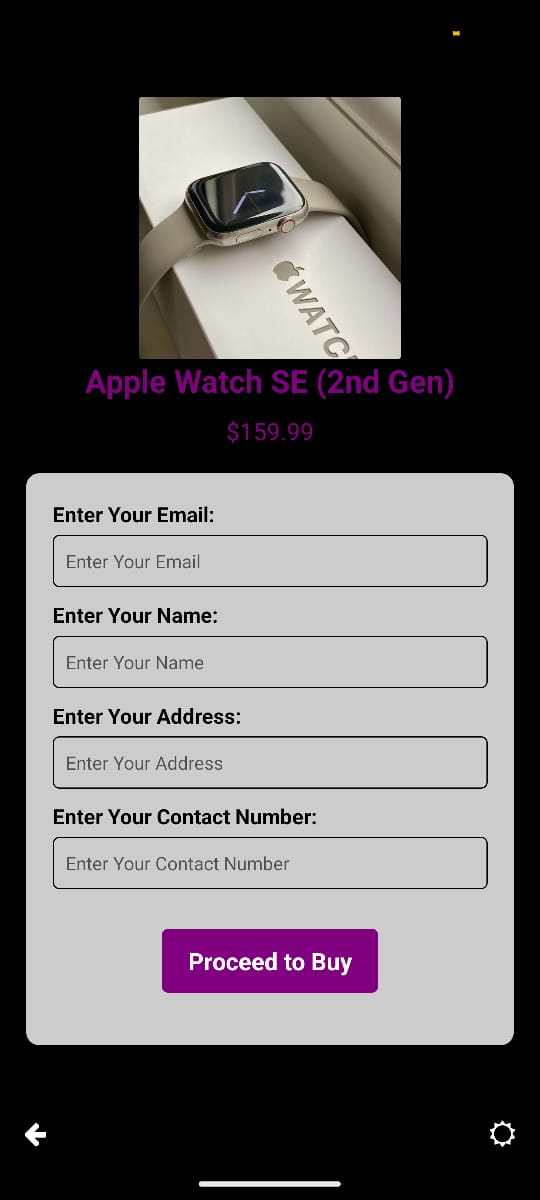 WATCH
Apple Watch SE (2nd Gen)
$159.99
Enter Your Email:
Enter Your Email
Enter Your Name:
Enter Your Name
Enter Your Address:
Enter Your Address
Enter Your Contact Number:
Enter Your Contact Number
Proceed to Buy